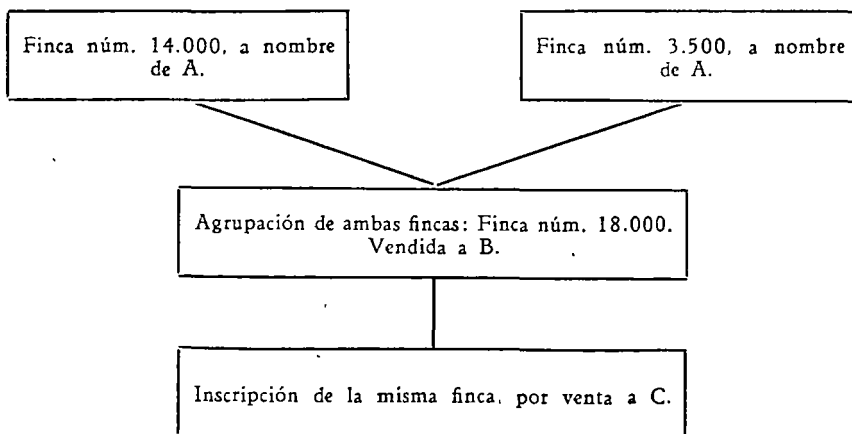 Finca núm. 14.000, a nombre
de A.
Finca núm. 3.500, a nombre
de A.
Agrupación de ambas fincas: Finca núm. 18.000.
Vendida a B.
Inscripción de la misma finca, por venta a C.